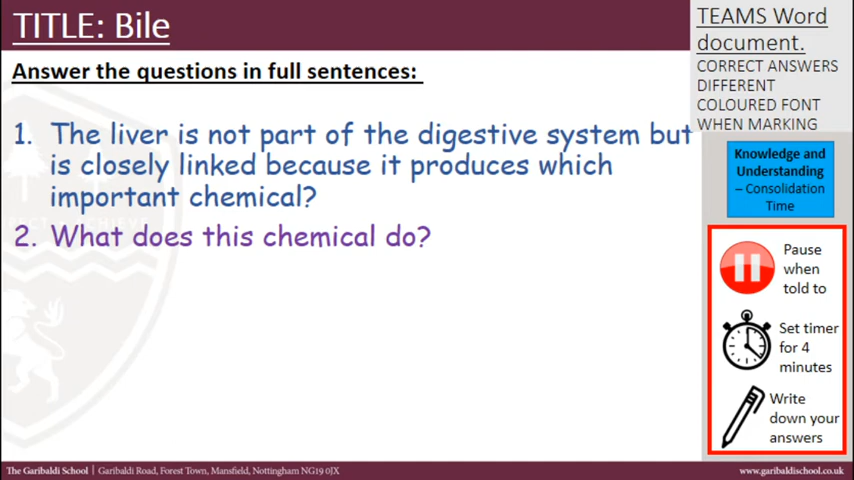 TITLE: Bile
Answer the questions in full sentences:
1. The liver is not part of the digestive system but
is closely linked because it produces which
important chemical?
2. What does this chemical do?
TEAMS Word
document.
CORRECT ANSWERS
DIFFERENT
COLOURED FONT
WHEN MARKING
Knowledge and
Understanding
– Consolidation
Time
Pause
when
told to
Set timer
for 4
minutes
Write
down your
answers
The Garibaldi School | Garibaldi Road, Forest Town, Mansfield, Nottingham NG19 0JX
www.garibaldischool.co.uk